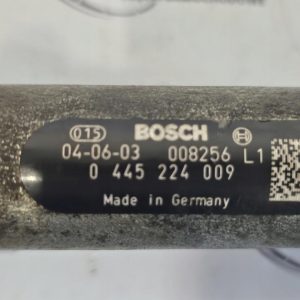 015 BOSCH
04-06-03 008256 L1
0 445 224 009
Made in Germany